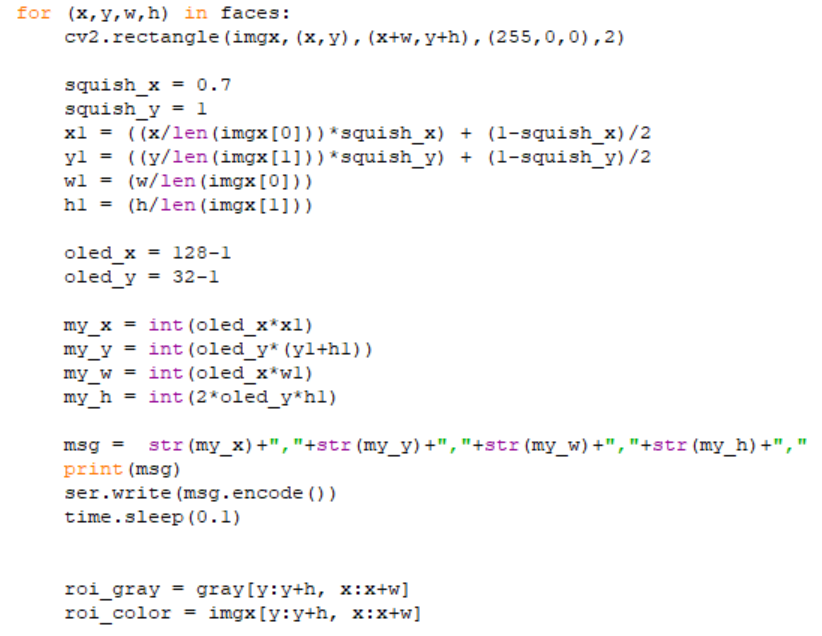 for (x,y,w,h) in faces:
    cv2.rectangle(imgx,(x,y),(x+w,y+h),(255,0,0),2)

    squish_x = 0.7
    squish_y = 1
    x1 = ((x/len(imgx[0]))*squish_x) + (1-squish_x)/2
    y1 = ((y/len(imgx[1]))*squish_y) + (1-squish_y)/2
    w1 = (w/len(imgx[0]))
    h1 = (h/len(imgx[1]))

    oled_x = 128-1
    oled_y = 32-1

    my_x = int(oled_x*x1)
    my_y = int(oled_y*(y1+h1))
    my_w = int(oled_x*w1)
    my_h = int(2*oled_y*h1)

    msg =  str(my_x)+","+str(my_y)+","+str(my_w)+","+str(my_h)+","
    print(msg)
    ser.write(msg.encode())
    time.sleep(0.1)


    roi_gray = gray[y:y+h, x:x+w]
    roi_color = imgx[y:y+h, x:x+w]